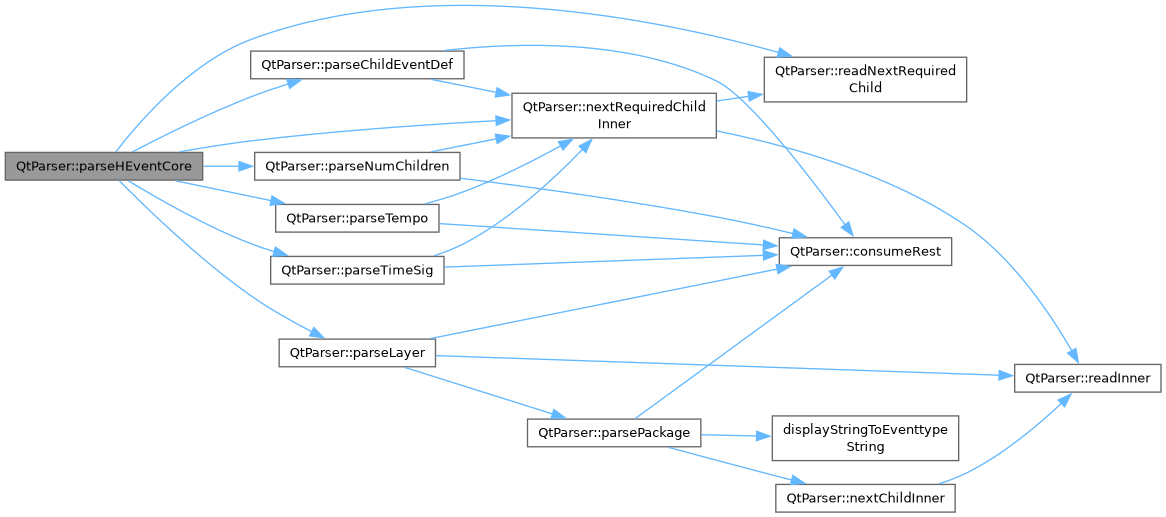 QtParser::parseHEventCore
QtParser::parseChildEventDef
QtParser::parseNumChildren
QtParser::parseTempo
QtParser::parseTimeSig
QtParser::parseLayer
QtParser::nextRequiredChild
Inner
QtParser::parsePackage
QtParser::readNextRequired
Child
QtParser::consumeRest
displayStringToEventtype
String
QtParser::nextChildInner
QtParser::readInner